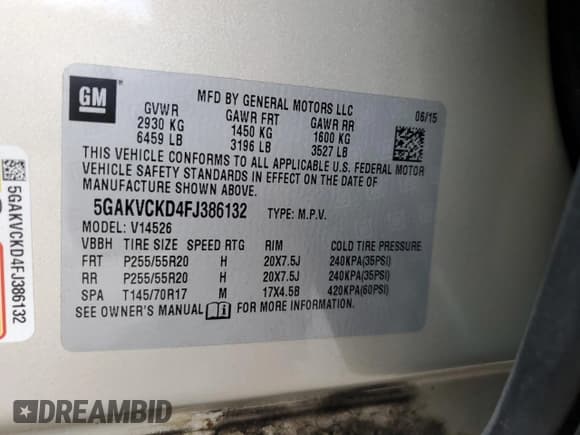 GM
MFD BY GENERAL MOTORS LLC
06/15
GVWR GAWR FRT GAWR RR
2930 KG 1450 KG 1600 KG
6459 LB 3196 LB 3527 LB
THIS VEHICLE CONFORMS TO ALL APPLICABLE U.S. FEDERAL MOTOR
VEHICLE SAFETY STANDARDS IN EFFECT ON THE DATE OF
MANUFACTURE SHOWN ABOVE.
5GAKVCKD4FJ386132 TYPE: M.P.V.
MODEL: V14526
VBBH TIRE SIZE SPEED RTG RIM COLD TIRE PRESSURE
FRT P255/55R20 H 20X7.5J 240KPA(35PSI)
RR P255/55R20 H 20X7.5J 240KPA(35PSI)
SPA T145/70R17 M 17X4.5B 420KPA(60PSI)
SEE OWNER'S MANUAL FOR MORE INFORMATION.
5GAKVCKD4FJ386132
DREAMBID